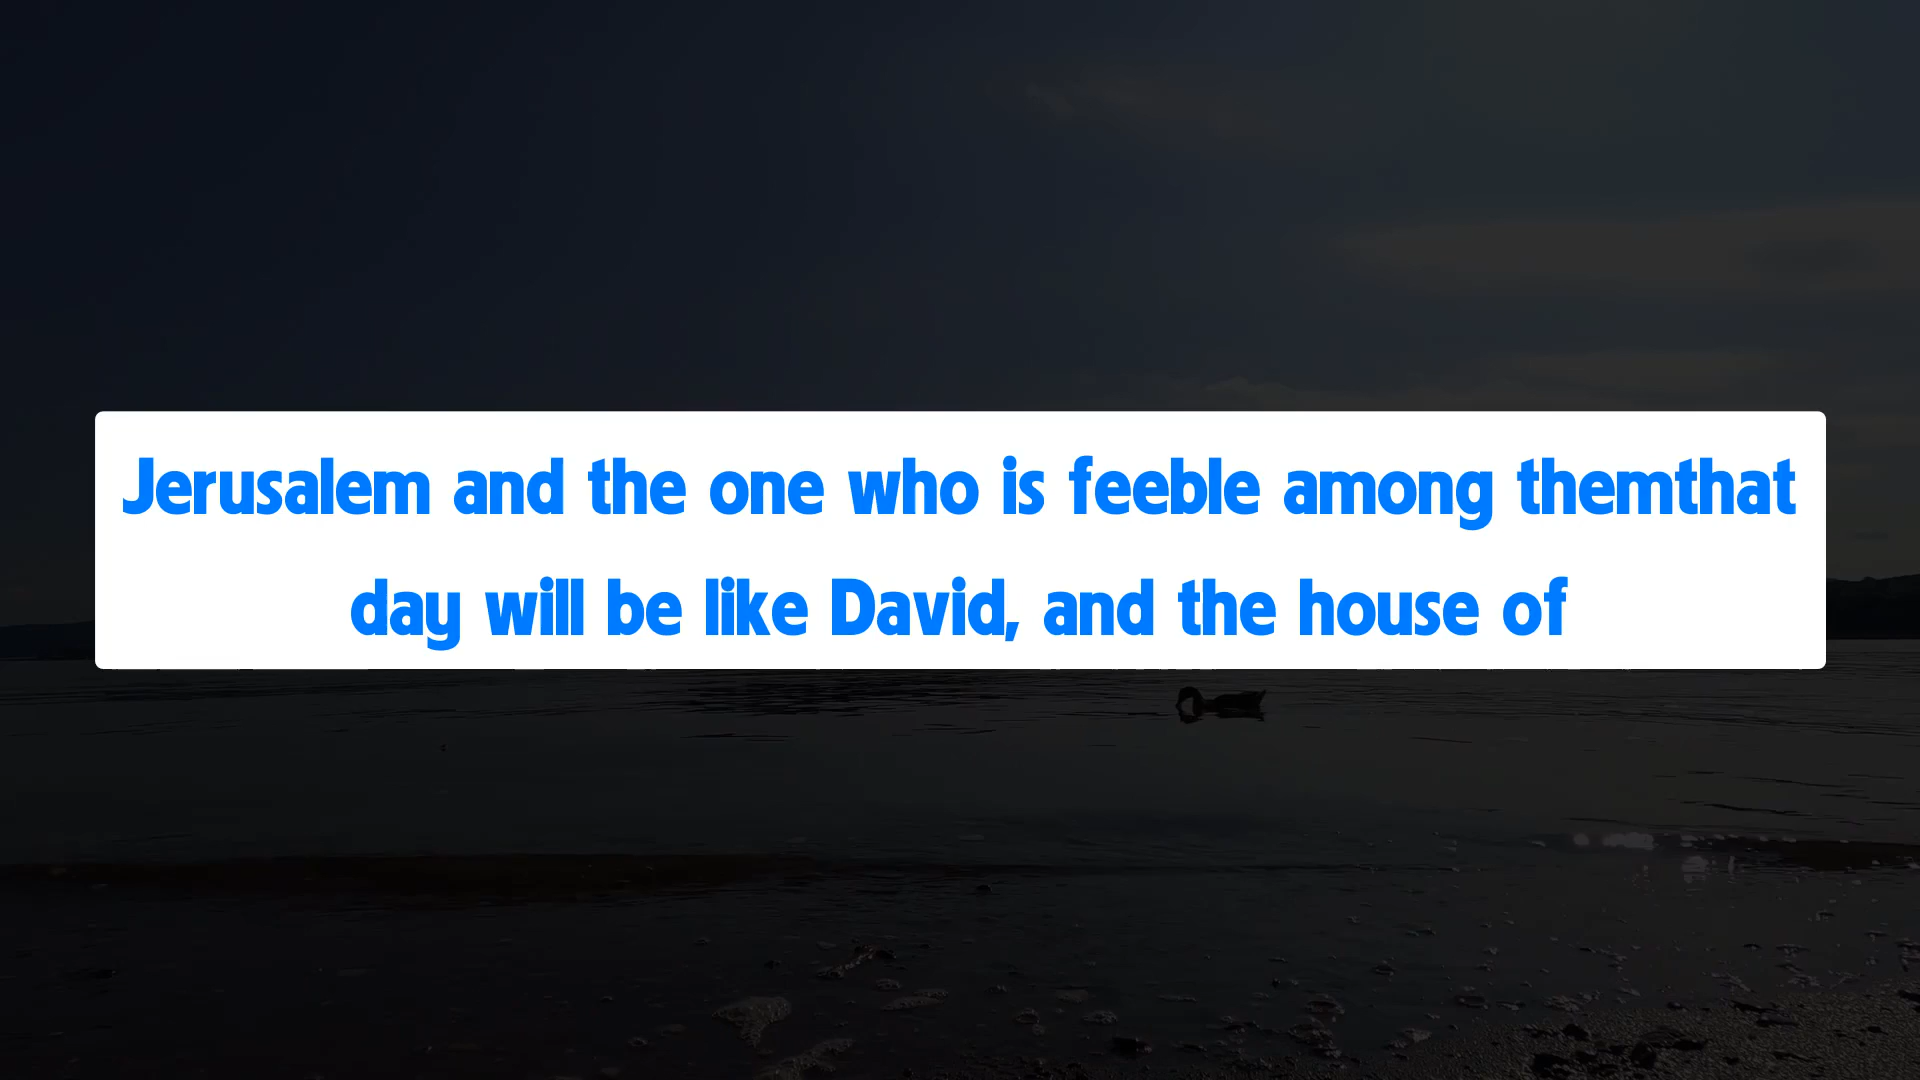 Jerusalem and the one who is feeble among themthat
day will be like David, and the house of